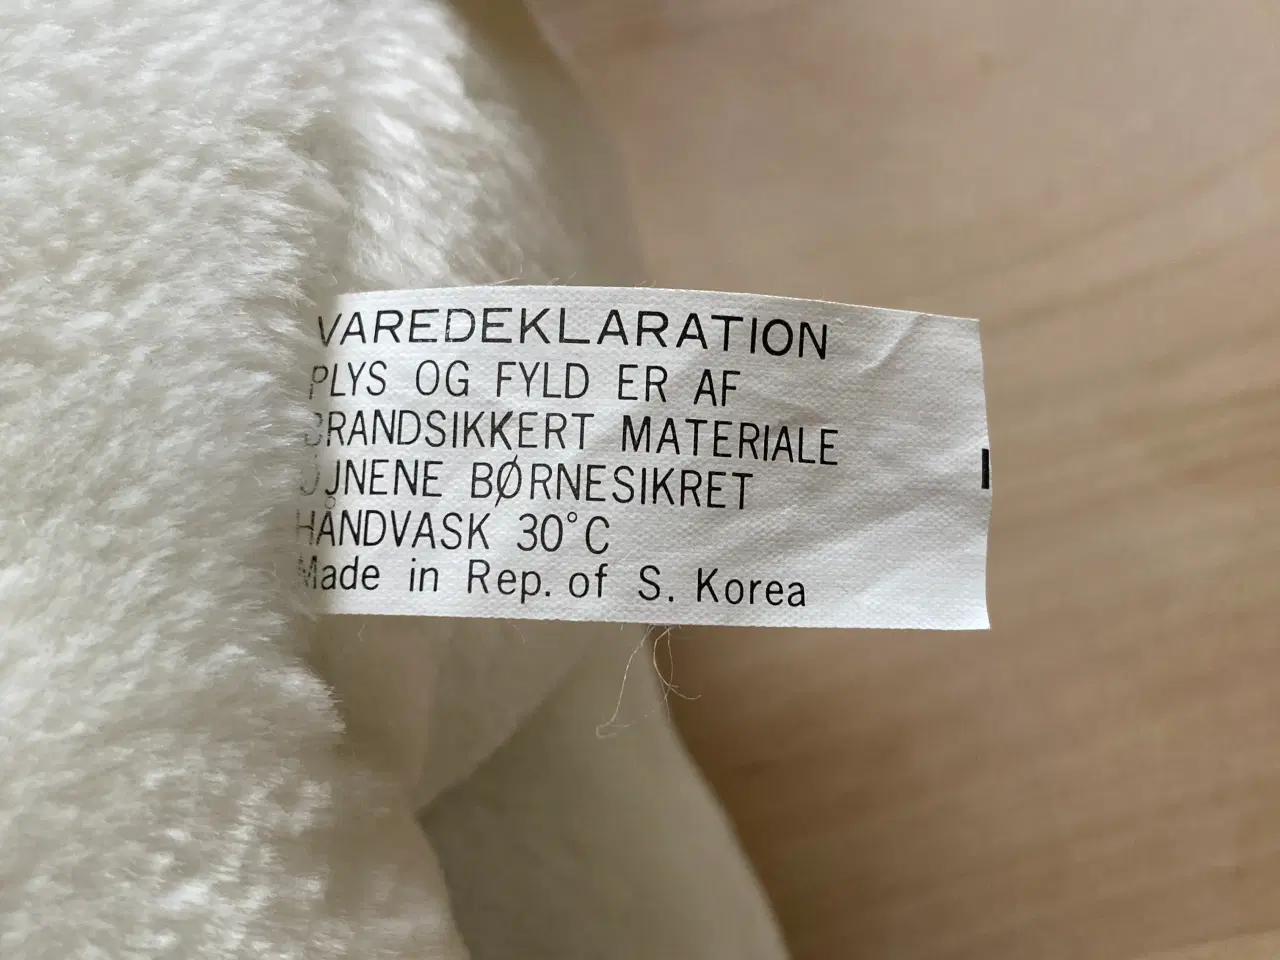 VAREDEKLARATION
PLYS OG FYLD ER AF
BRANDSIKKERT MATERIALE
ØJNENE BØRNESIKRET
HÅNDVASK 30°C
Made in Rep. of S. Korea